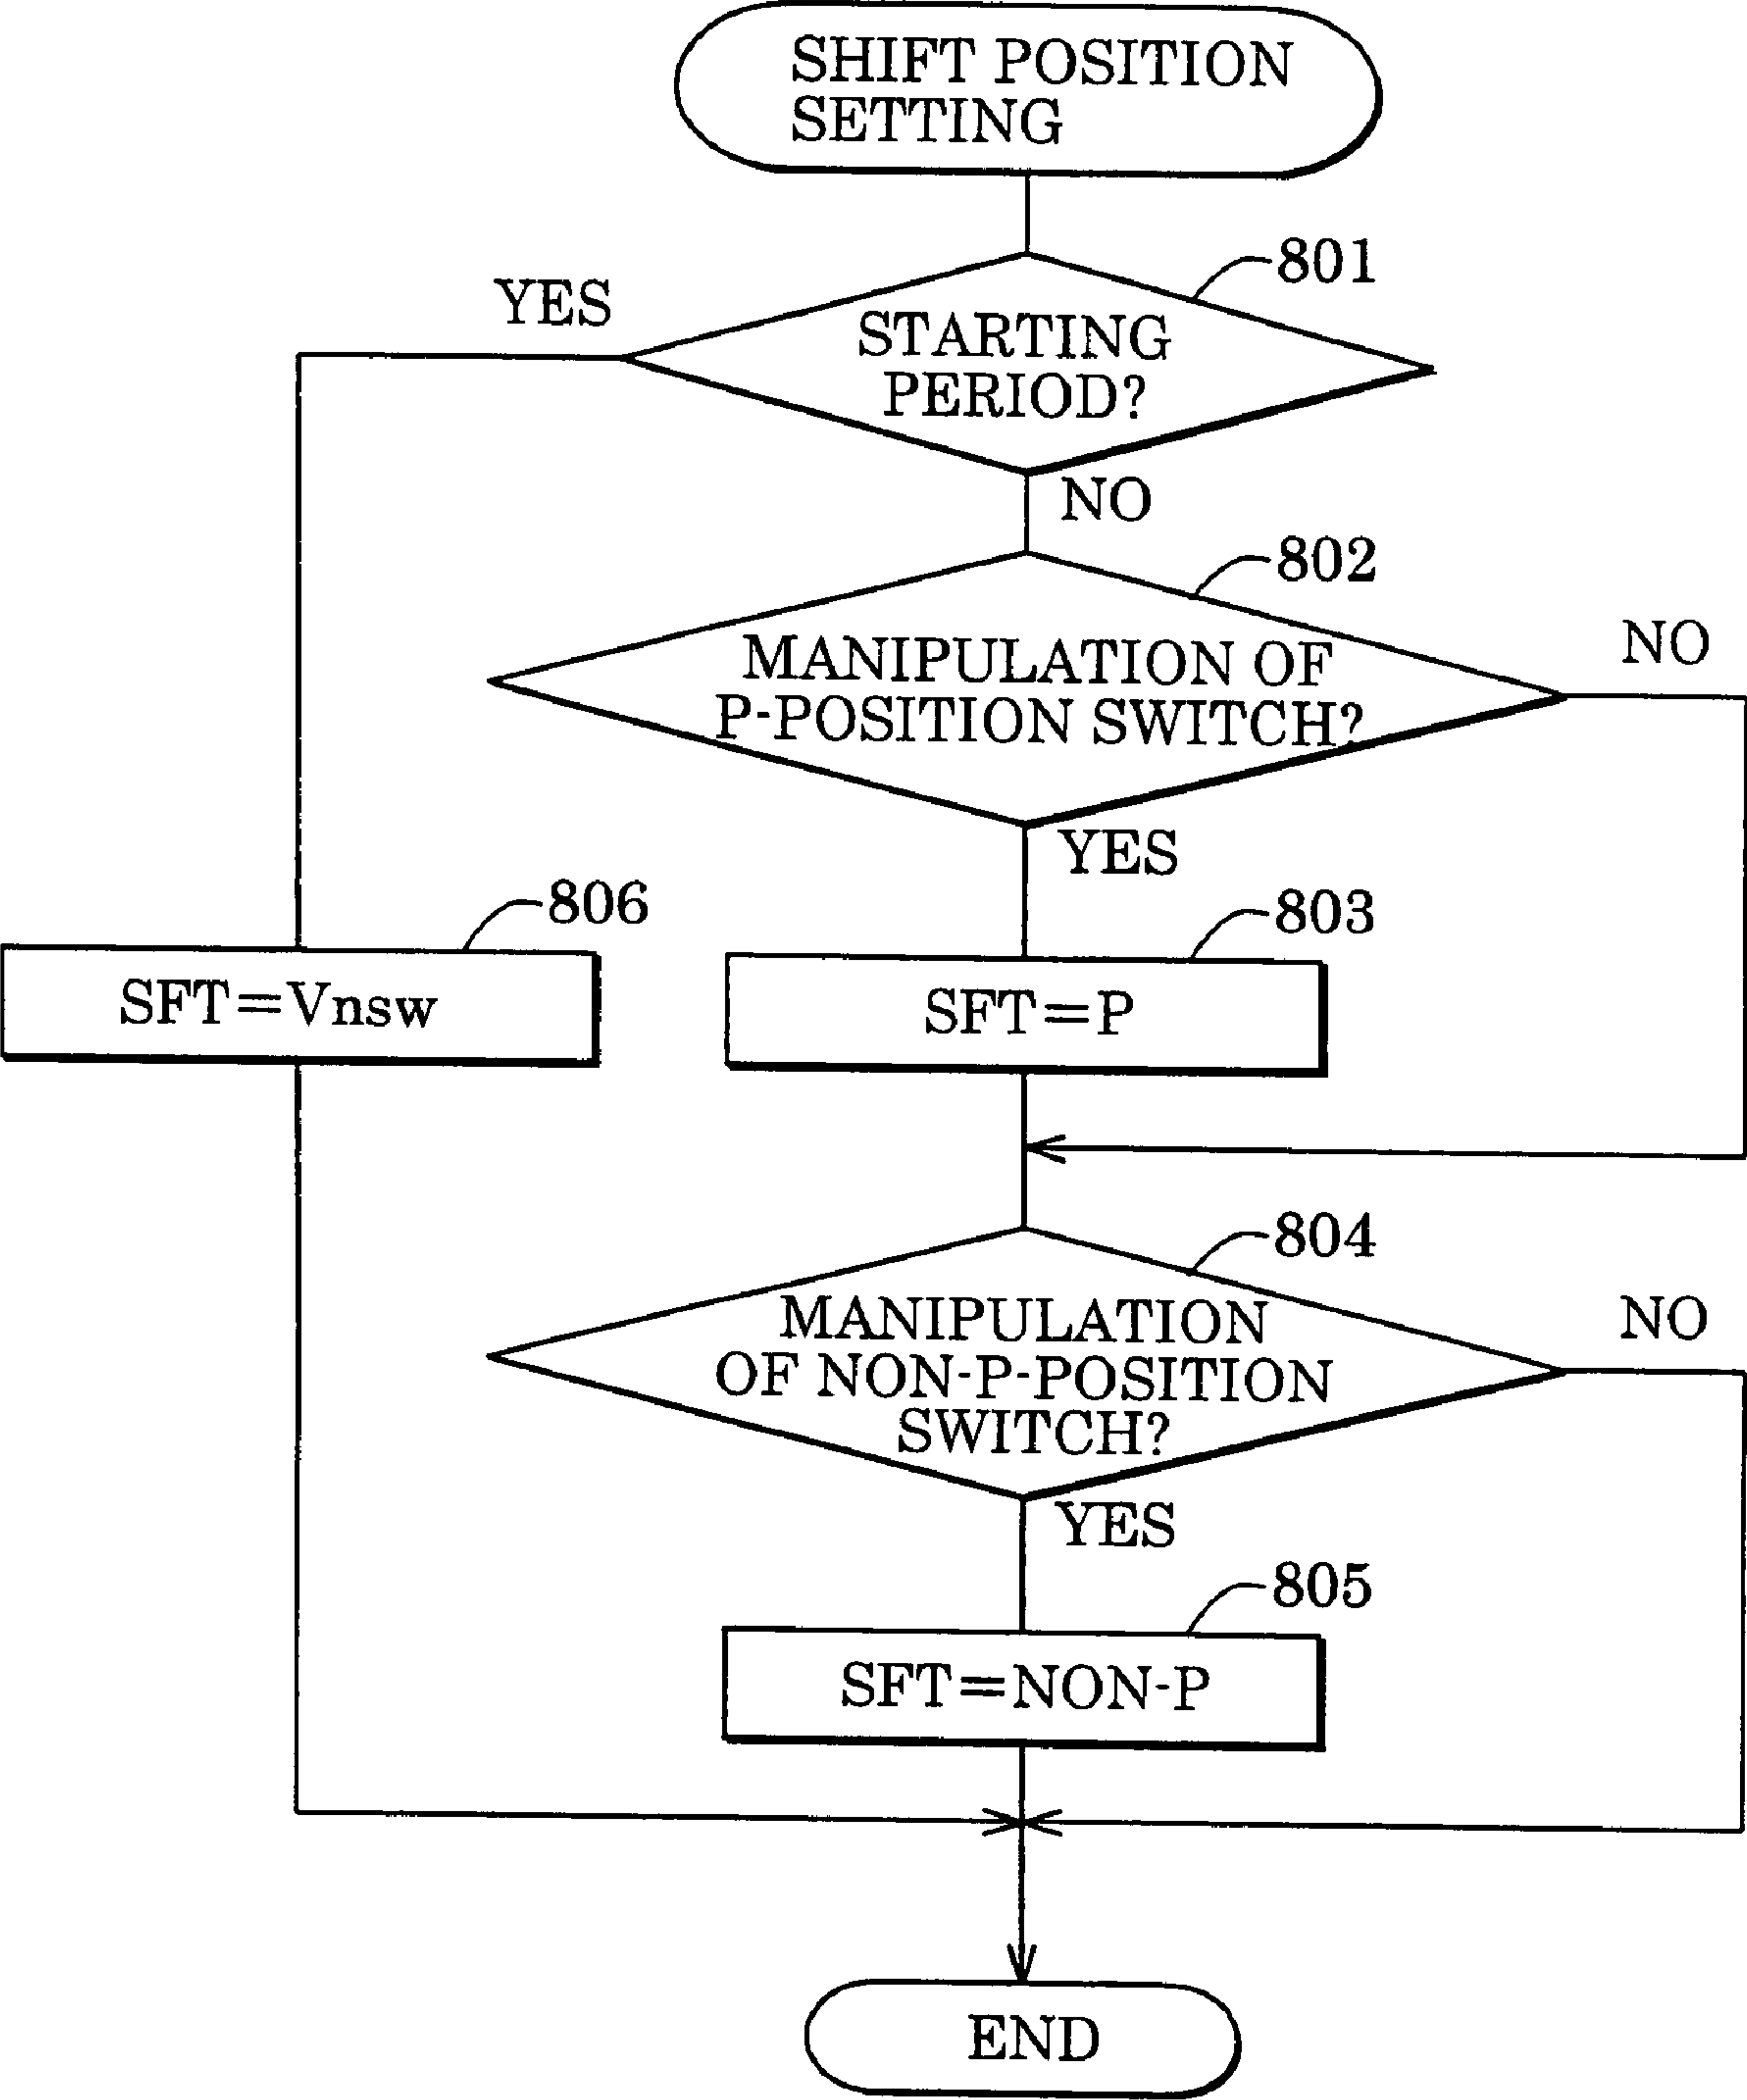 SHIFT POSITION
SETTING
801
YES
STARTING
PERIOD?
NO
802
MANIPULATION OF
P-POSITION SWITCH?
NO
YES
806
803
SFT=Vnsw
SFT=P
804
MANIPULATION
OF NON-P-POSITION
SWITCH?
NO
YES
805
SFT=NON-P
END